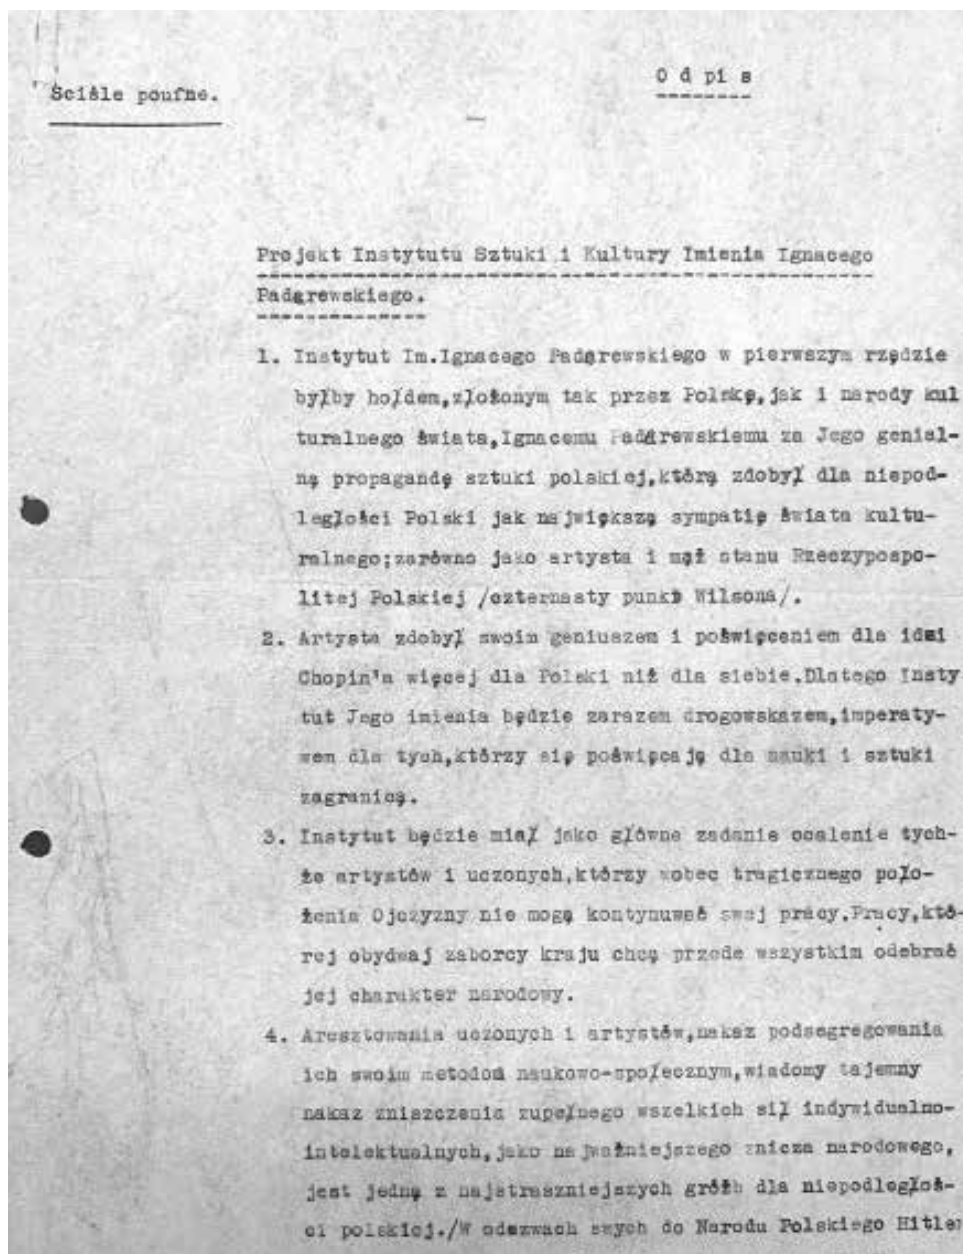 Ściśle poufne.
O d pi s
Projekt Instytutu Sztuki i Kultury Imienia Ignacego
Paderewskiego.
1. Instytut Im.Ignacego Paderewskiego w pierwszym rzędzie
byłby hołdem,złożonym tak przez Polskę,jak i narody kul
turalnego świata,Ignacemu Paderewskiemu za Jego genial-
ną propagandę sztuki polskiej,którą zdobył dla niepod-
ległości Polski jak największą sympatię świata kultu-
ralnego;zarówno jako artysta i mąż stanu Rzeczypospo-
litej Polskiej /czternasty punkt Wilsona/.
2. Artysta zdobył swoim geniuszem i poświęceniem dla idei
Chopin'a więcej dla Polski niż dla siebie.Dlatego Insty
tut Jego imienia będzie zarazem drogowskazem,imperaty-
wem dla tych,którzy się poświęcają dla nauki i sztuki
zagranicą.
3. Instytut będzie miał jako główne zadanie ocalenie tych-
że artystów i uczonych,którzy wobec tragicznego poło-
żenia Ojczyzny nie mogą kontynuwać swej pracy.Pracy,któ-
rej obydwaj zaborcy kraju chcą przede wszystkim odebrać
jej charakter narodowy.
4. Aresztowania uczonych i artystów,nakaz podsegregowania
ich swoim metodom naukowo-społecznym,wiadomy tajemny
nakaz zniszczenia zupełnego wszelkich sił indywidualno-
intelektualnych,jako najważniejszego znicza narodowego,
jest jedną z najstraszniejszych gróźb dla niepodległoś-
ci polskiej./W odezwach swych do Narodu Polskiego Hitler